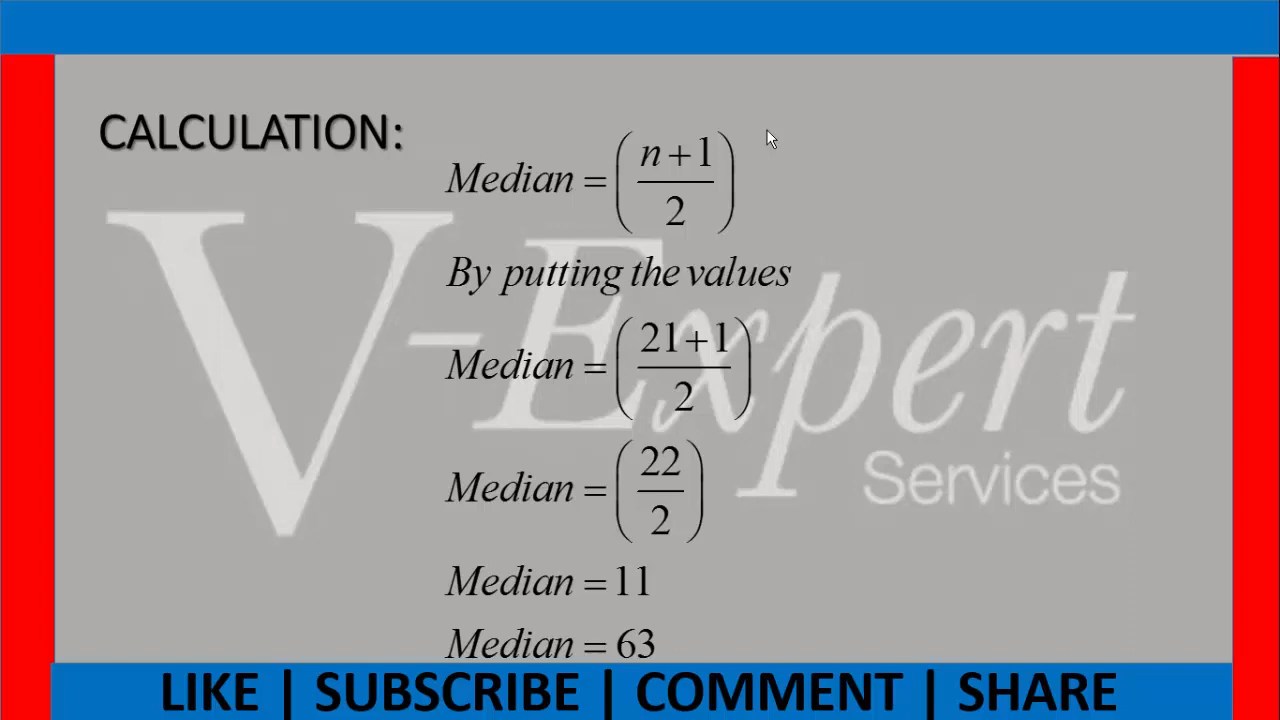 CALCULATION:
Median = ( (n+1)/2 )
By putting the values
Median = ( (21+1)/2 )
Median = ( 22/2 )
Median = 11
Median = 63
V-Expert
Services
LIKE | SUBSCRIBE | COMMENT | SHARE